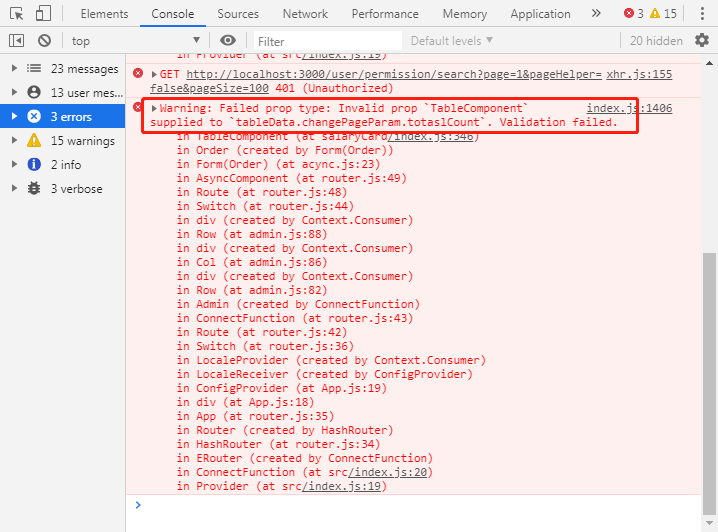 Elements Console Sources Network Performance Memory Application » 3 15
top Filter Default levels 20 hidden
23 messages
13 user mes...
3 errors
15 warnings
2 info
3 verbose
in Provider (at src/index.js:19)
GET http://localhost:3000/user/permission/search?page=1&pageHelper= xhr.js:155
false&pageSize=100 401 (Unauthorized)
Warning: Failed prop type: Invalid prop `TableComponent` index.js:1406
supplied to `tableData.changePageParam.totaslCount`. Validation failed.
in TableComponent (at salaryCard/index.js:346)
in Order (created by Form(Order))
in Form(Order) (at acync.js:23)
in AsyncComponent (at router.js:49)
in Route (at router.js:48)
in Switch (at router.js:44)
in div (created by Context.Consumer)
in Row (at admin.js:88)
in div (created by Context.Consumer)
in Col (at admin.js:86)
in div (created by Context.Consumer)
in Row (at admin.js:82)
in Admin (created by ConnectFunction)
in ConnectFunction (at router.js:43)
in Route (at router.js:42)
in Switch (at router.js:36)
in LocaleProvider (created by Context.Consumer)
in LocaleReceiver (created by ConfigProvider)
in ConfigProvider (at App.js:19)
in div (at App.js:18)
in App (at router.js:35)
in Router (created by HashRouter)
in HashRouter (at router.js:34)
in ERouter (created by ConnectFunction)
in ConnectFunction (at src/index.js:20)
in Provider (at src/index.js:19)